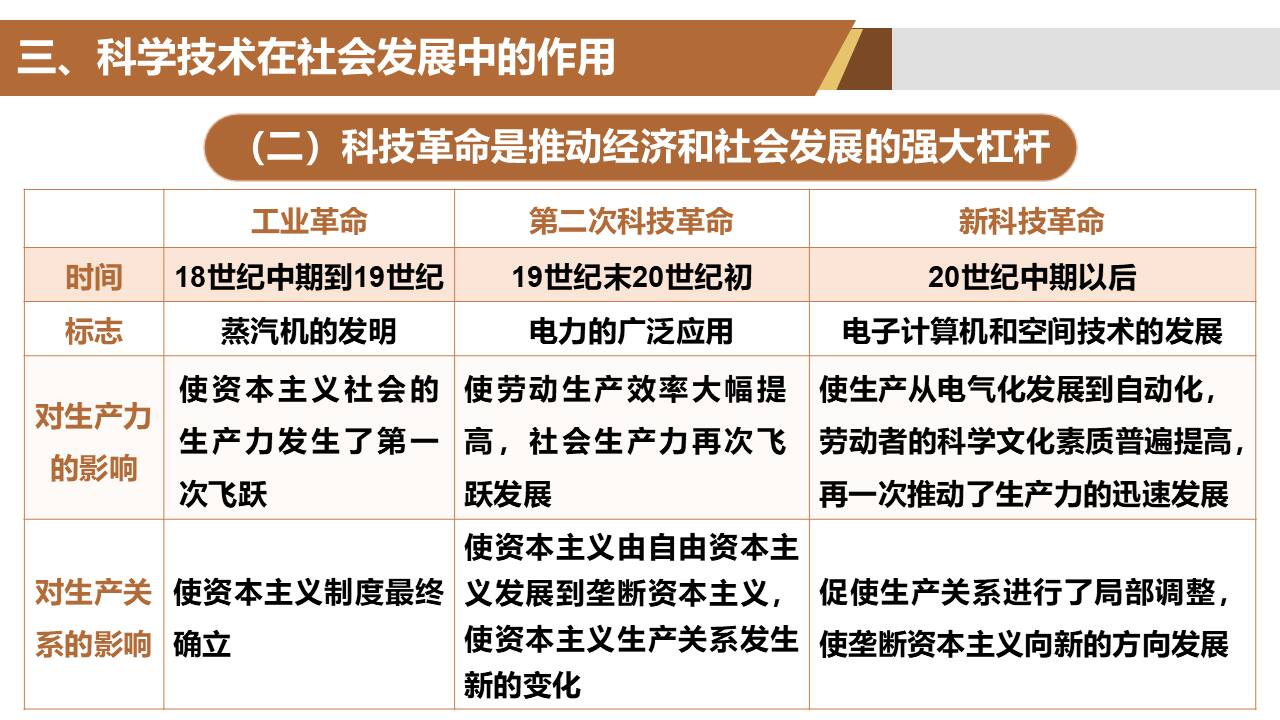 三、科学技术在社会发展中的作用
（二）科技革命是推动经济和社会发展的强大杠杆
工业革命
第二次科技革命
新科技革命
时间
18世纪中期到19世纪
19世纪末20世纪初
20世纪中期以后
标志
蒸汽机的发明
电力的广泛应用
电子计算机和空间技术的发展
对生产力
的影响
使资本主义社会的
生产力发生了第一
次飞跃
使劳动生产效率大幅提
高，社会生产力再次飞
跃发展
使生产从电气化发展到自动化，
劳动者的科学文化素质普遍提高，
再一次推动了生产力的迅速发展
对生产关
系的影响
使资本主义制度最终
确立
使资本主义由自由资本主
义发展到垄断资本主义，
使资本主义生产关系发生
新的变化
促使生产关系进行了局部调整，
使垄断资本主义向新的方向发展